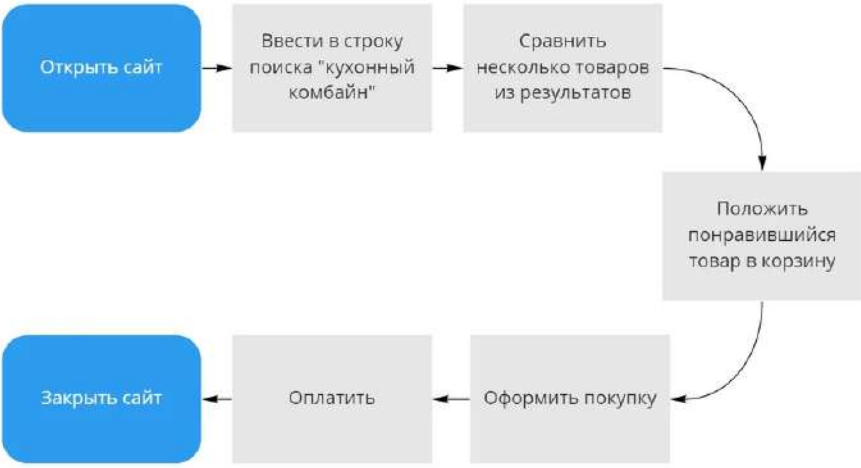 Открыть сайт
Ввести в строку
поиска "кухонный
комбайн"
Сравнить
несколько товаров
из результатов
Положить
понравившийся
товар в корзину
Оформить покупку
Оплатить
Закрыть сайт